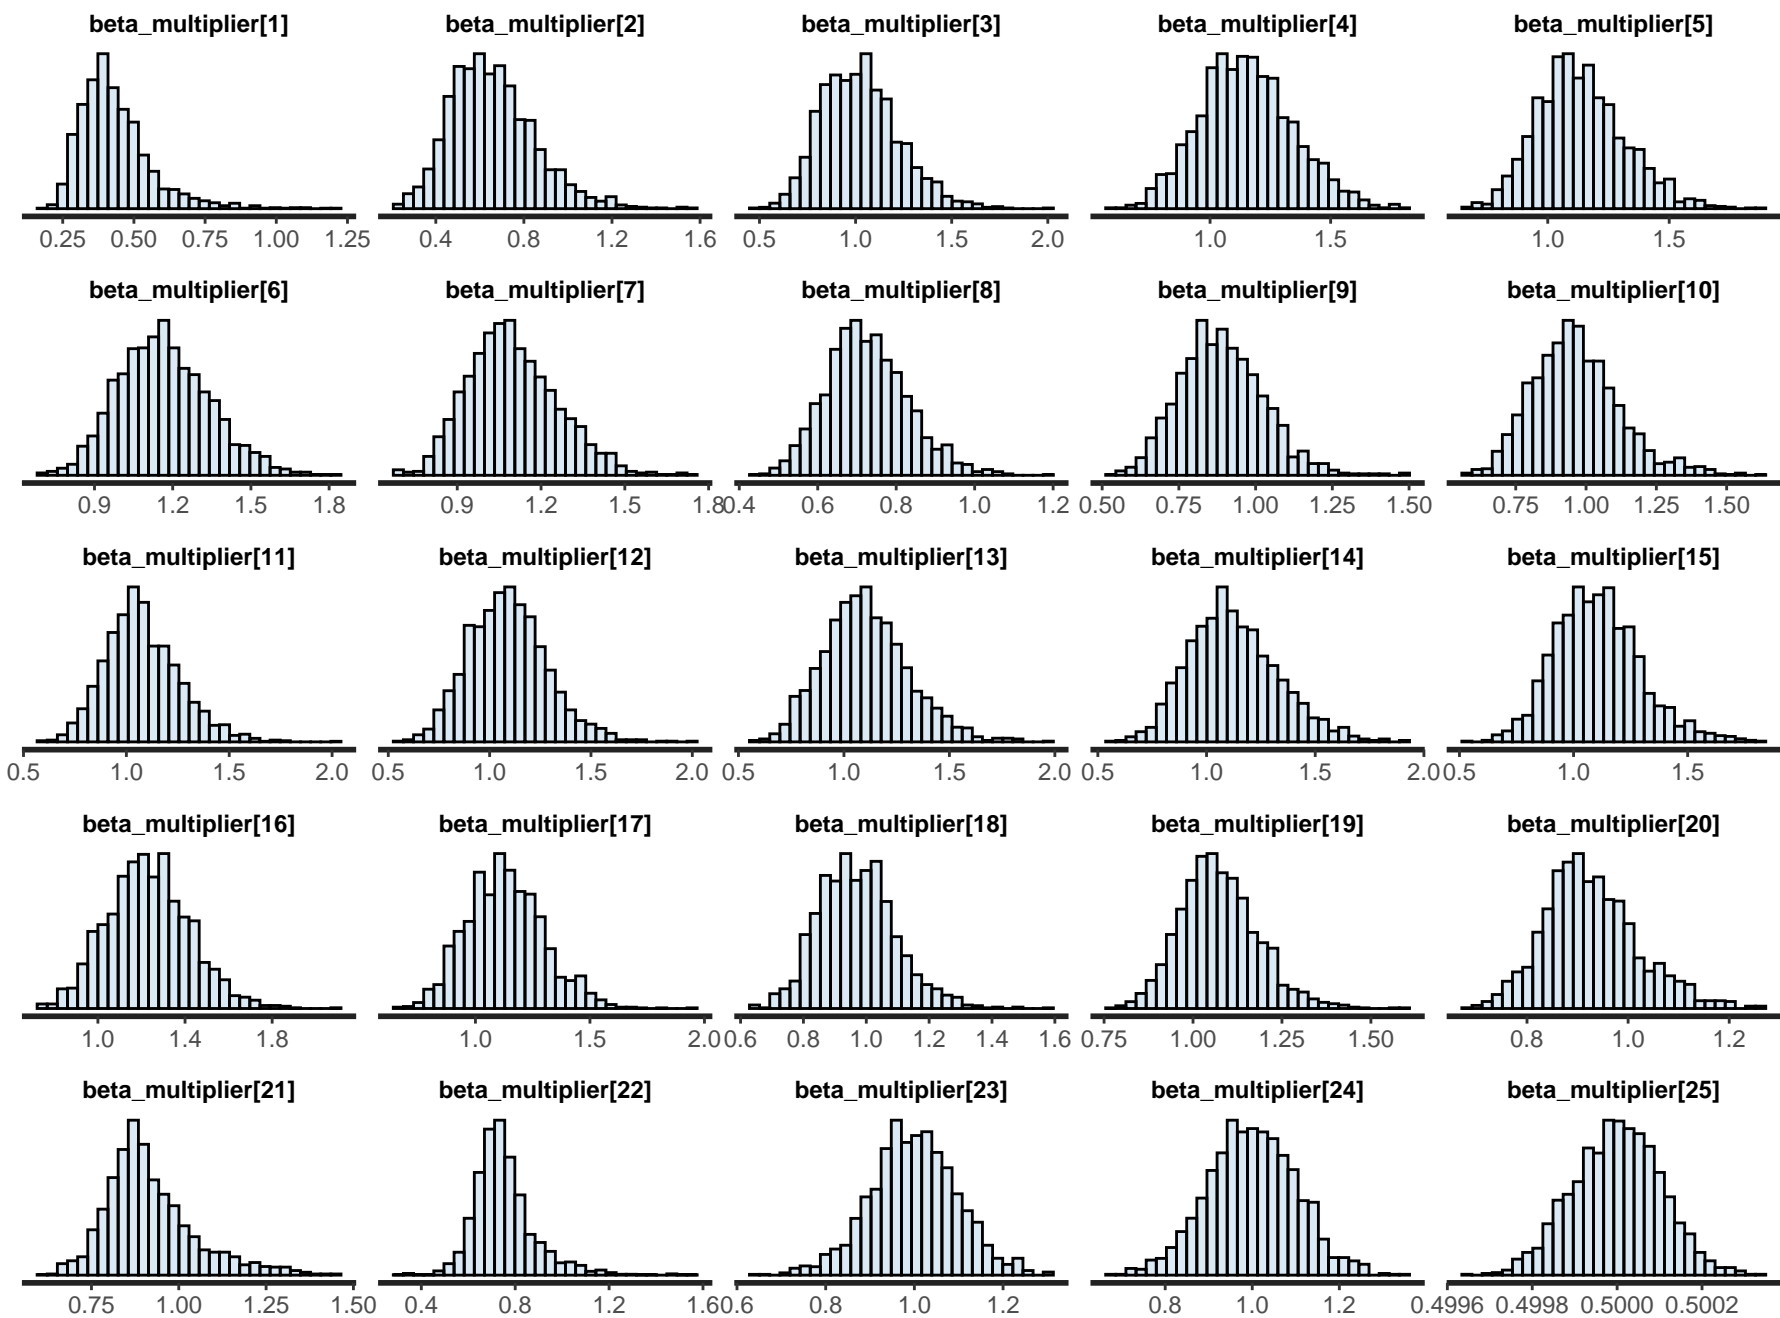 beta_multiplier[1] beta_multiplier[2] beta_multiplier[3] beta_multiplier[4] beta_multiplier[5]
0.25 0.50 0.75 1.00 1.25 0.4 0.8 1.2 1.6 0.5 1.0 1.5 2.0 1.0 1.5 1.0 1.5
beta_multiplier[6] beta_multiplier[7] beta_multiplier[8] beta_multiplier[9] beta_multiplier[10]
0.9 1.2 1.5 1.8 0.9 1.2 1.5 1.8 0.4 0.6 0.8 1.0 1.2 0.50 0.75 1.00 1.25 1.50 0.75 1.00 1.25 1.50
beta_multiplier[11] beta_multiplier[12] beta_multiplier[13] beta_multiplier[14] beta_multiplier[15]
0.5 1.0 1.5 2.0 0.5 1.0 1.5 2.0 0.5 1.0 1.5 2.0 0.5 1.0 1.5 2.0 0.5 1.0 1.5
beta_multiplier[16] beta_multiplier[17] beta_multiplier[18] beta_multiplier[19] beta_multiplier[20]
1.0 1.4 1.8 1.0 1.5 2.0 0.6 0.8 1.0 1.2 1.4 1.6 0.75 1.00 1.25 1.50 0.8 1.0 1.2
beta_multiplier[21] beta_multiplier[22] beta_multiplier[23] beta_multiplier[24] beta_multiplier[25]
0.75 1.00 1.25 1.50 0.4 0.8 1.2 1.6 0.6 0.8 1.0 1.2 0.8 1.0 1.2 0.4996 0.4998 0.5000 0.5002